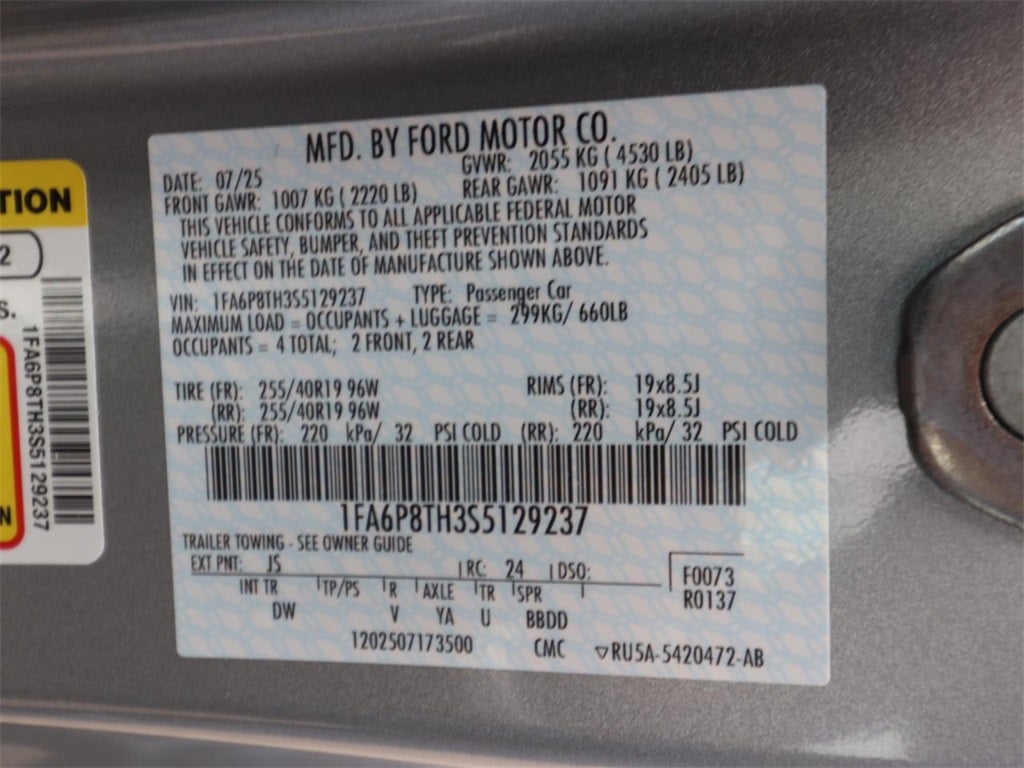 TION
2
S.
1FA6P8TH3S5129237
N
MFD. BY FORD MOTOR CO.
DATE: 07/25 GVWR: 2055 KG ( 4530 LB)
FRONT GAWR: 1007 KG ( 2220 LB) REAR GAWR: 1091 KG ( 2405 LB)
THIS VEHICLE CONFORMS TO ALL APPLICABLE FEDERAL MOTOR
VEHICLE SAFETY, BUMPER, AND THEFT PREVENTION STANDARDS
IN EFFECT ON THE DATE OF MANUFACTURE SHOWN ABOVE.
VIN: 1FA6P8TH3S5129237 TYPE: Passenger Car
MAXIMUM LOAD = OCCUPANTS + LUGGAGE = 299KG/ 660LB
OCCUPANTS = 4 TOTAL; 2 FRONT, 2 REAR
TIRE (FR): 255/40R19 96W RIMS (FR): 19x8.5J
(RR): 255/40R19 96W (RR): 19x8.5J
PRESSURE (FR): 220 kPa/ 32 PSI COLD (RR): 220 kPa/ 32 PSI COLD
1FA6P8TH3S5129237
TRAILER TOWING - SEE OWNER GUIDE
EXT PNT: JS RC: 24 DSO: F0073
INT TR TP/PS R AXLE TR SPR R0137
DW V YA U BBDD
1202507173500 CMC ▽RU5A-5420472-AB